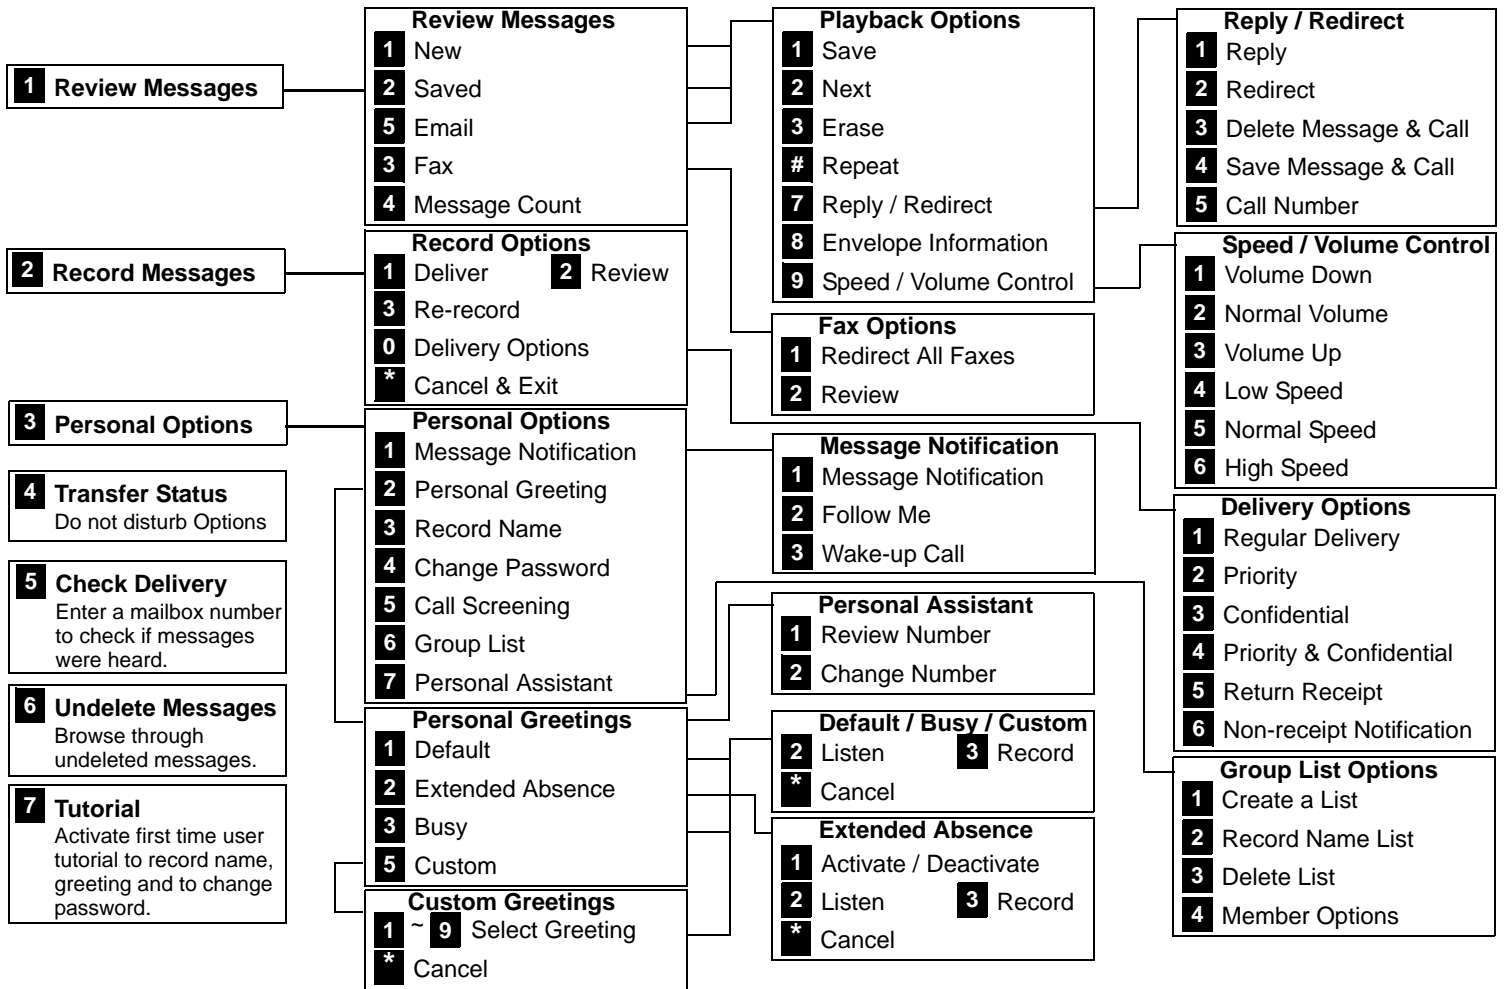 1 Review Messages
2 Record Messages
3 Personal Options
4 Transfer Status
Do not disturb Options
5 Check Delivery
Enter a mailbox number
to check if messages
were heard.
6 Undelete Messages
Browse through
undeleted messages.
7 Tutorial
Activate first time user
tutorial to record name,
greeting and to change
password.
Review Messages
1 New
2 Saved
5 Email
3 Fax
4 Message Count
Record Options
1 Deliver 2 Review
3 Re-record
0 Delivery Options
* Cancel & Exit
Personal Options
1 Message Notification
2 Personal Greeting
3 Record Name
4 Change Password
5 Call Screening
6 Group List
7 Personal Assistant
Personal Greetings
1 Default
2 Extended Absence
3 Busy
5 Custom
Custom Greetings
1 ~ 9 Select Greeting
* Cancel
Playback Options
1 Save
2 Next
3 Erase
# Repeat
7 Reply / Redirect
8 Envelope Information
9 Speed / Volume Control
Fax Options
1 Redirect All Faxes
2 Review
Message Notification
1 Message Notification
2 Follow Me
3 Wake-up Call
Personal Assistant
1 Review Number
2 Change Number
Default / Busy / Custom
2 Listen 3 Record
* Cancel
Extended Absence
1 Activate / Deactivate
2 Listen 3 Record
* Cancel
Reply / Redirect
1 Reply
2 Redirect
3 Delete Message & Call
4 Save Message & Call
5 Call Number
Speed / Volume Control
1 Volume Down
2 Normal Volume
3 Volume Up
4 Low Speed
5 Normal Speed
6 High Speed
Delivery Options
1 Regular Delivery
2 Priority
3 Confidential
4 Priority & Confidential
5 Return Receipt
6 Non-receipt Notification
Group List Options
1 Create a List
2 Record Name List
3 Delete List
4 Member Options